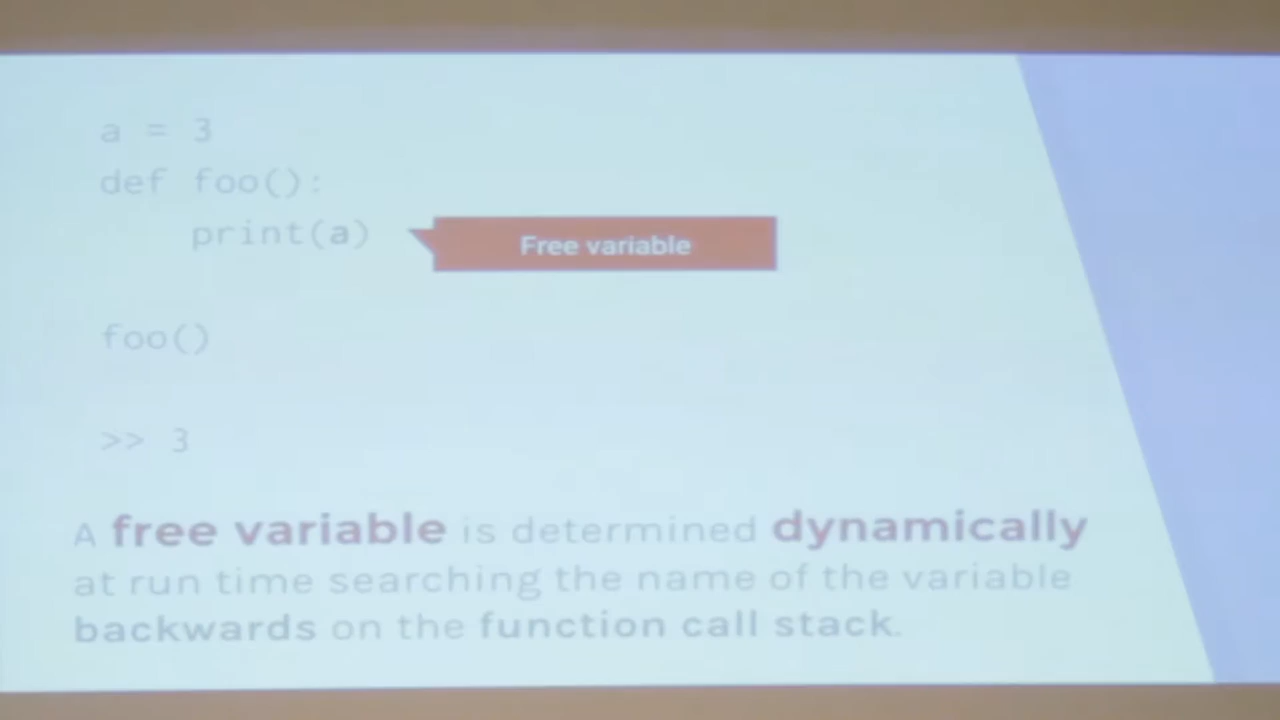 a = 3
def foo():
print(a)
Free variable
foo()
>> 3
A free variable is determined dynamically
at run time searching the name of the variable
backwards on the function call stack.